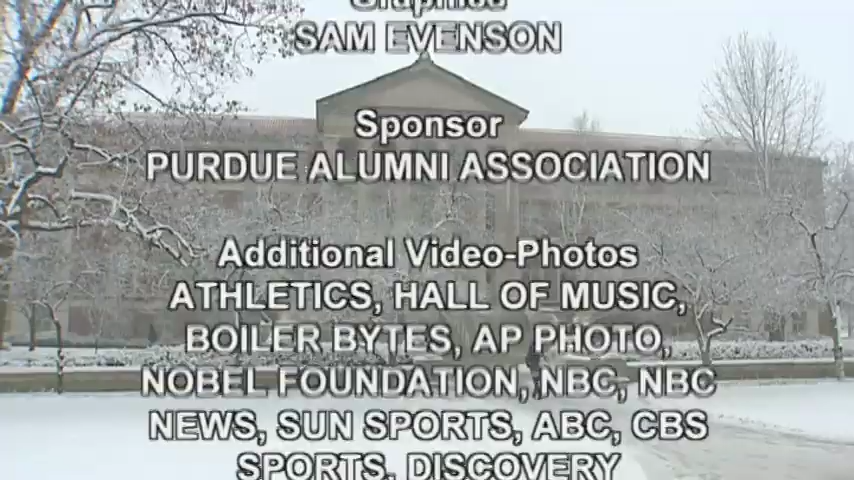 Graphics
SAM EVENSON
Sponsor
PURDUE ALUMNI ASSOCIATION
Additional Video-Photos
ATHLETICS, HALL OF MUSIC,
BOILER BYTES, AP PHOTO,
NOBEL FOUNDATION, NBC, NBC
NEWS, SUN SPORTS, ABC, CBS
SPORTS, DISCOVERY